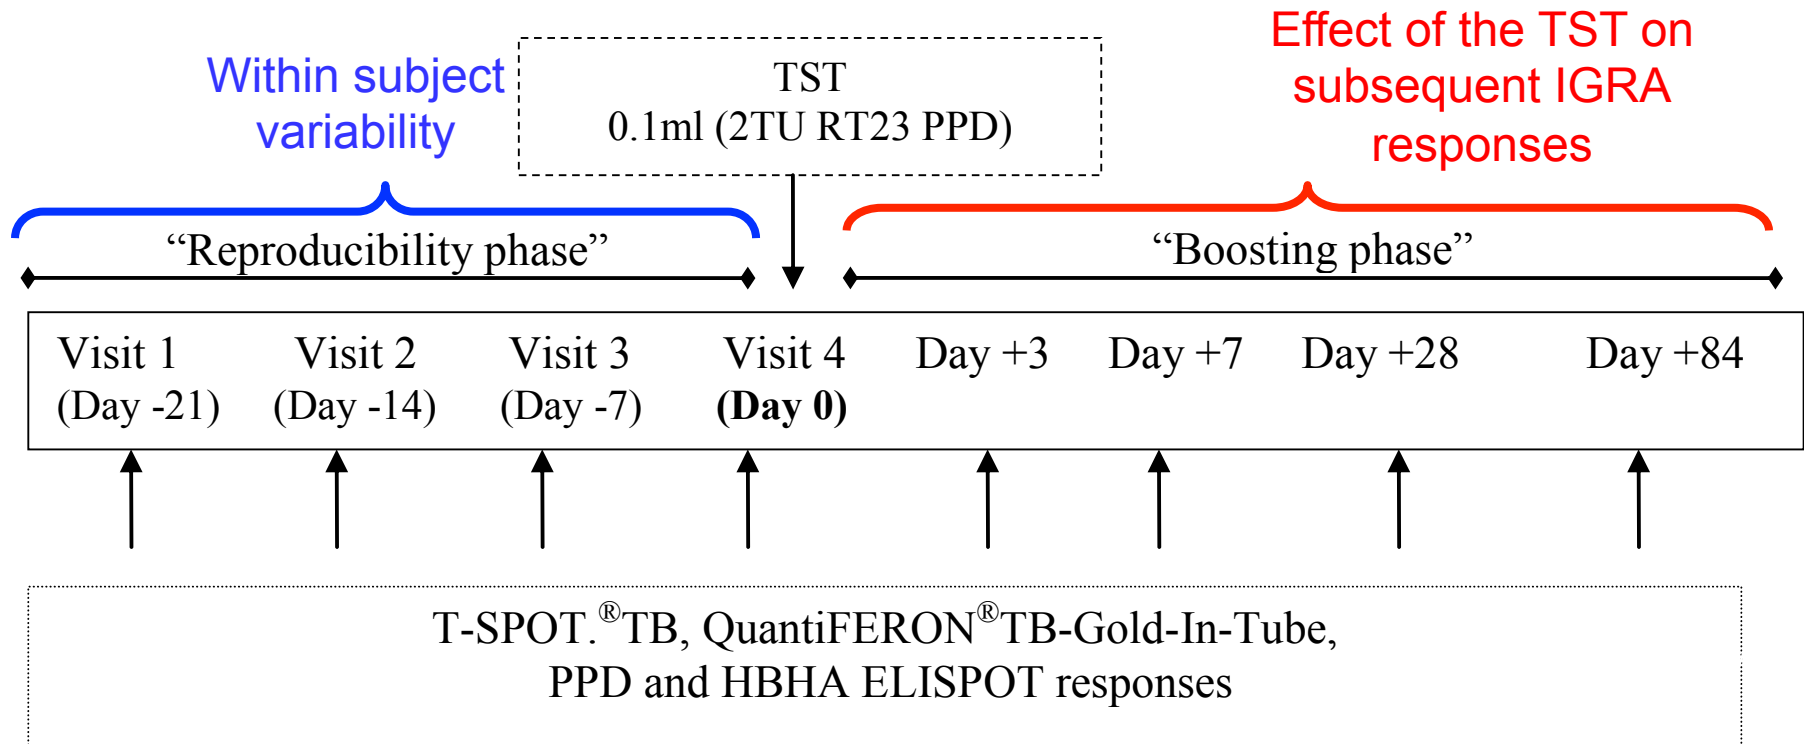 Within subject
variability
TST
0.1ml (2TU RT23 PPD)
Effect of the TST on
subsequent IGRA
responses
“Reproducibility phase”
“Boosting phase”
Visit 1 Visit 2 Visit 3 Visit 4 Day +3 Day +7 Day +28 Day +84
(Day -21) (Day -14) (Day -7) (Day 0)
T-SPOT.®TB, QuantiFERON®TB-Gold-In-Tube,
PPD and HBHA ELISPOT responses